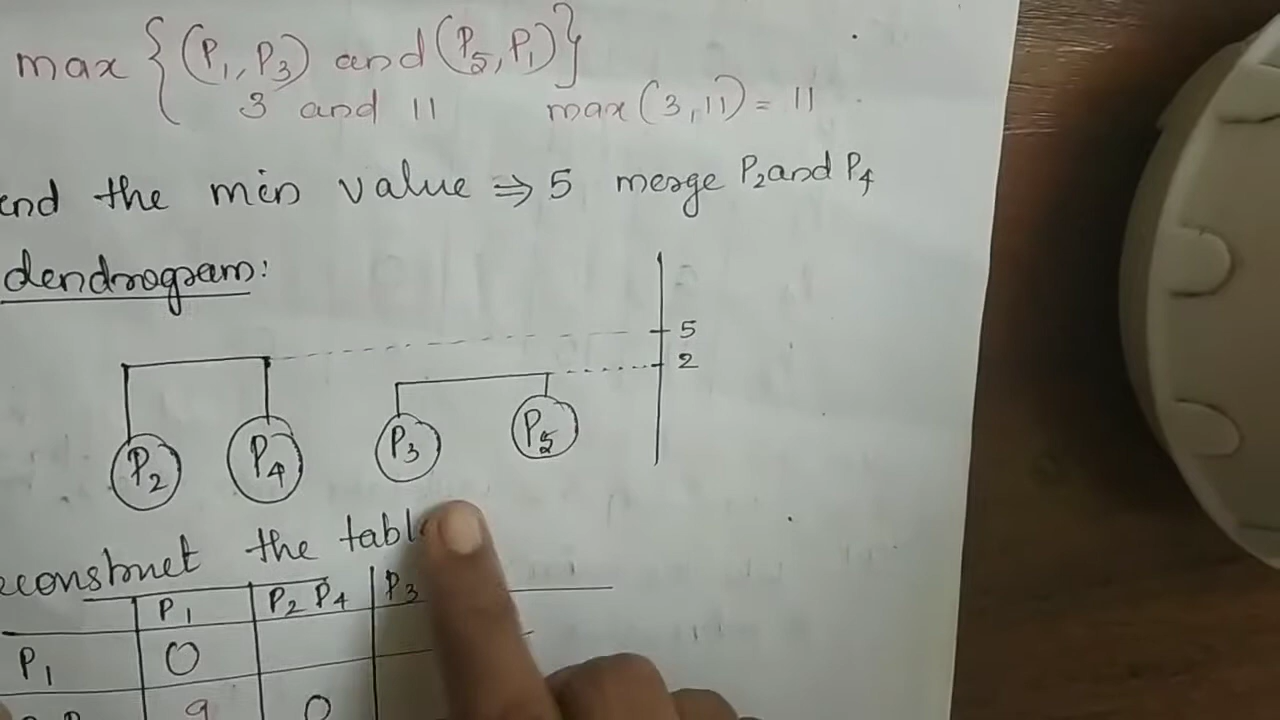 max {(P1, P3) and (P5, P1)}
3 and 11 max (3, 11) = 11
the min value ⇒ 5 merge P2 and P4
dendrogram:
5
2
P2 P4 P3 P5
the table
P1 P2 P4 P3
P1 0
9 0